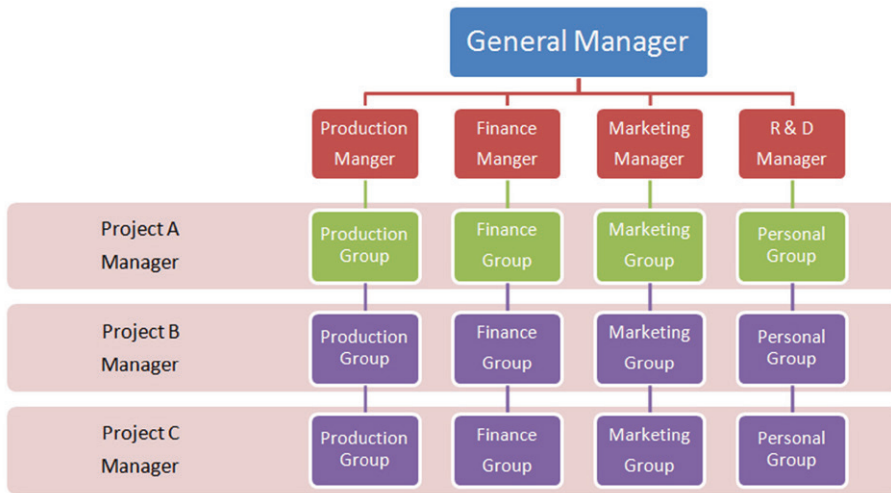 General Manager
Production
Manger
Finance
Manger
Marketing
Manager
R & D
Manager
Project A
Manager
Production
Group
Finance
Group
Marketing
Group
Personal
Group
Project B
Manager
Production
Group
Finance
Group
Marketing
Group
Personal
Group
Project C
Manager
Production
Group
Finance
Group
Marketing
Group
Personal
Group